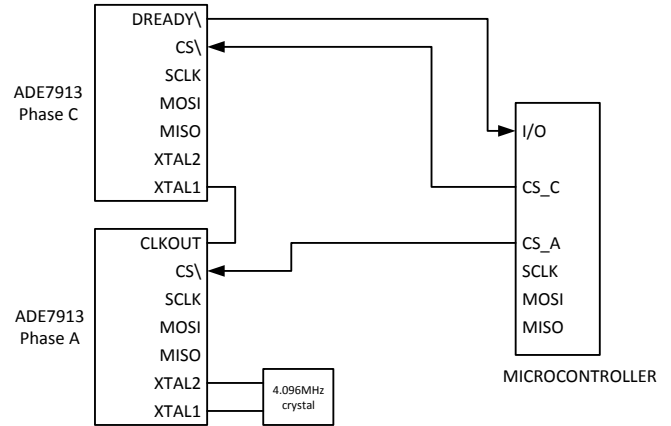 ADE7913
Phase C
DREADY\
CS\
SCLK
MOSI
MISO
XTAL2
XTAL1
ADE7913
Phase A
CLKOUT
CS\
SCLK
MOSI
MISO
XTAL2
XTAL1
4.096MHz
crystal
I/O
CS_C
CS_A
SCLK
MOSI
MISO
MICROCONTROLLER